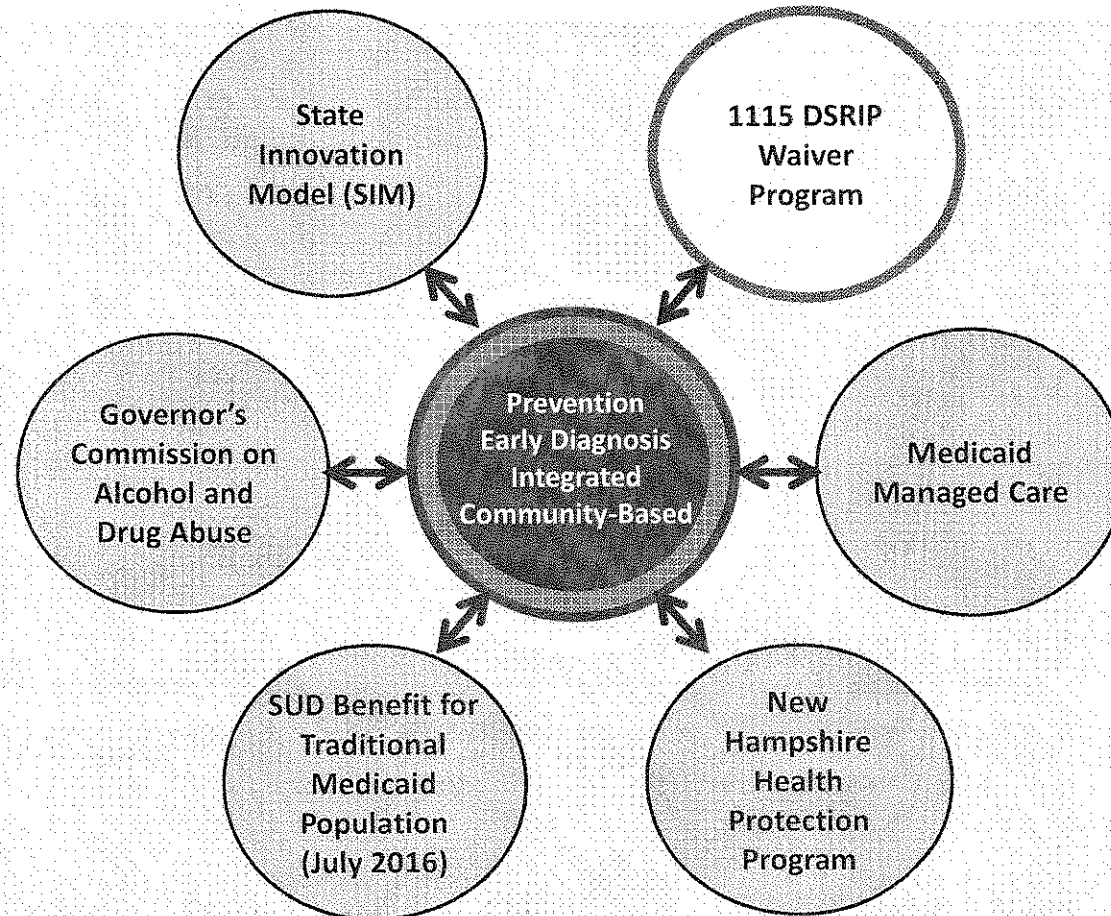 State
Innovation
Model (SIM)
1115 DSRIP
Waiver
Program
Governor's
Commission on
Alcohol and
Drug Abuse
Prevention
Early Diagnosis
Integrated
Community-Based
Medicaid
Managed Care
SUD Benefit for
Traditional
Medicaid
Population
(July 2016)
New
Hampshire
Health
Protection
Program